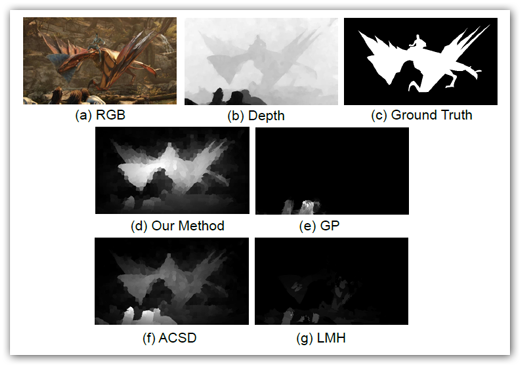 (a) RGB
(b) Depth
(c) Ground Truth
(d) Our Method
(e) GP
(f) ACSD
(g) LMH